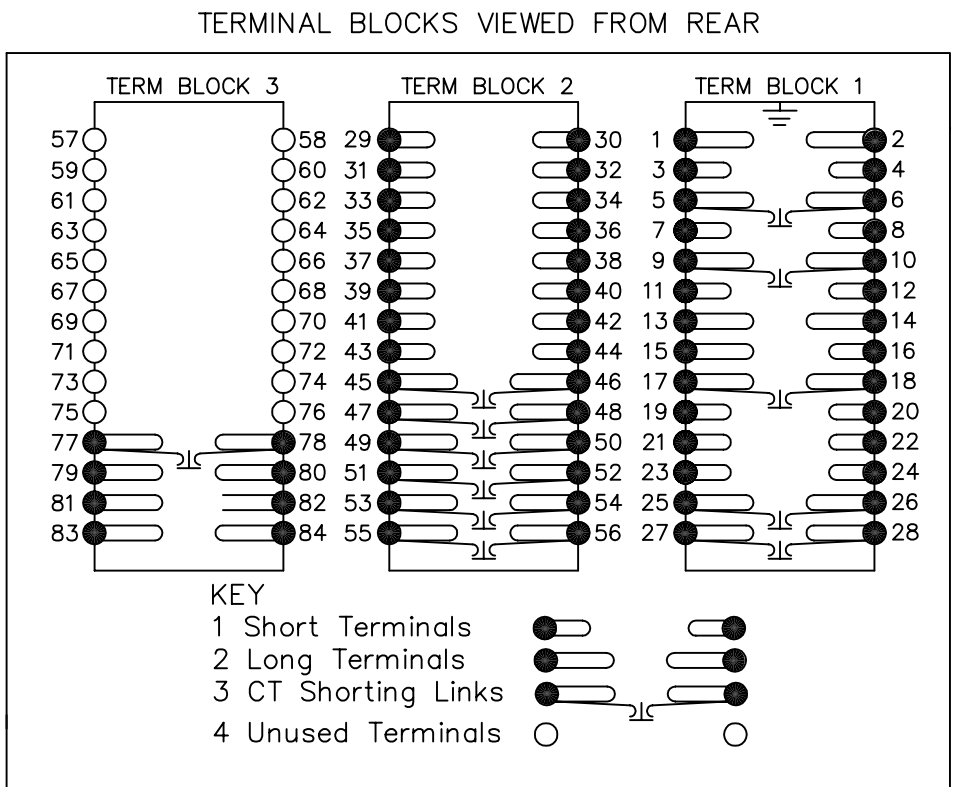 TERMINAL BLOCKS VIEWED FROM REAR
TERM BLOCK 3 TERM BLOCK 2 TERM BLOCK 1
57 58 29 30 1 2
59 60 31 32 3 4
61 62 33 34 5 6
63 64 35 36 7 8
65 66 37 38 9 10
67 68 39 40 11 12
69 70 41 42 13 14
71 72 43 44 15 16
73 74 45 46 17 18
75 76 47 48 19 20
77 78 49 50 21 22
79 80 51 52 23 24
81 82 53 54 25 26
83 84 55 56 27 28
KEY
1 Short Terminals
2 Long Terminals
3 CT Shorting Links
4 Unused Terminals